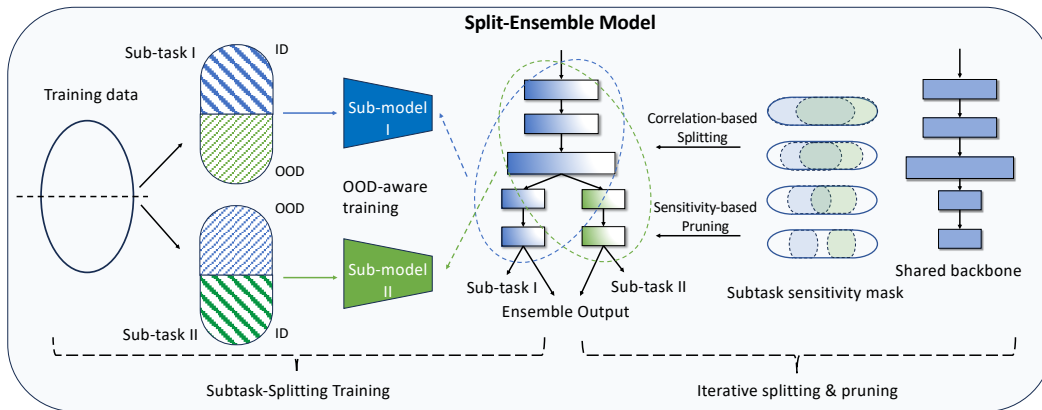 Split-Ensemble Model
Sub-task I
ID
Training data
OOD
Sub-model
I
OOD-aware
training
OOD
Sub-model
II
Sub-task II
ID
Correlation-based
Splitting
Sensitivity-based
Pruning
Sub-task I
Sub-task II
Ensemble Output
Subtask sensitivity mask
Shared backbone
Subtask-Splitting Training
Iterative splitting & pruning